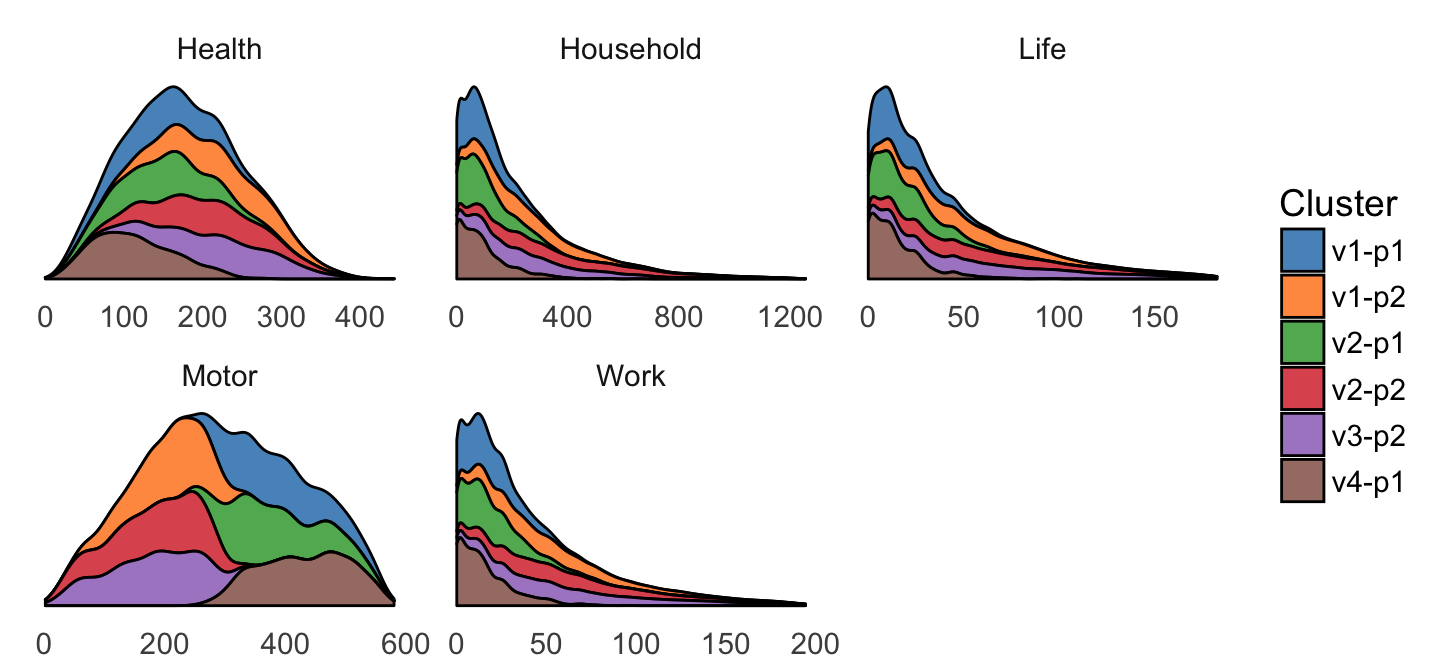 Health
0 100 200 300 400
Household
0 400 800 1200
Life
0 50 100 150
Motor
0 200 400 600
Work
0 50 100 150 200
Cluster
v1-p1
v1-p2
v2-p1
v2-p2
v3-p2
v4-p1